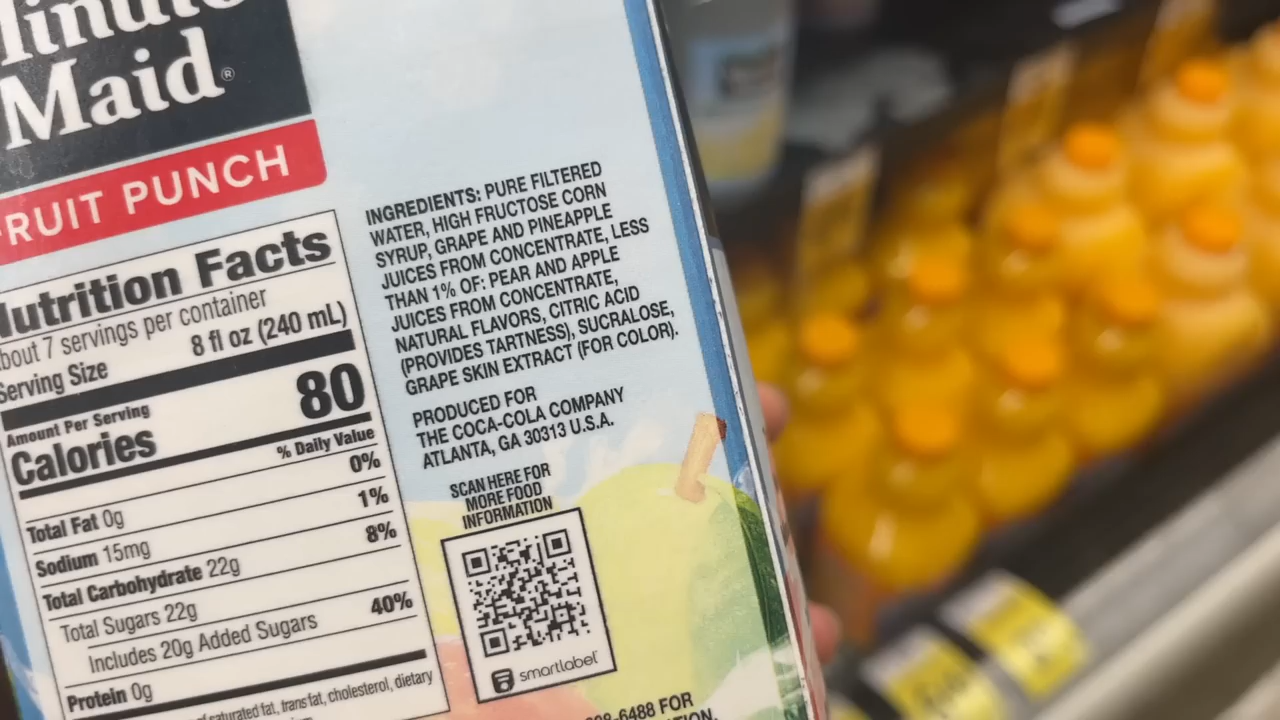 Minute
Maid®
FRUIT PUNCH
Nutrition Facts
about 7 servings per container
Serving Size 8 fl oz (240 mL)
Amount Per Serving
Calories 80
% Daily Value
Total Fat 0g 0%
Sodium 15mg 1%
Total Carbohydrate 22g 8%
Total Sugars 22g
Includes 20g Added Sugars 40%
Protein 0g
of saturated fat, trans fat, cholesterol, dietary
INGREDIENTS: PURE FILTERED
WATER, HIGH FRUCTOSE CORN
SYRUP, GRAPE AND PINEAPPLE
JUICES FROM CONCENTRATE, LESS
THAN 1% OF: PEAR AND APPLE
JUICES FROM CONCENTRATE,
NATURAL FLAVORS, CITRIC ACID
(PROVIDES TARTNESS), SUCRALOSE,
GRAPE SKIN EXTRACT (FOR COLOR).
PRODUCED FOR
THE COCA-COLA COMPANY
ATLANTA, GA 30313 U.S.A.
SCAN HERE FOR
MORE FOOD
INFORMATION
smartlabel
-6488 FOR